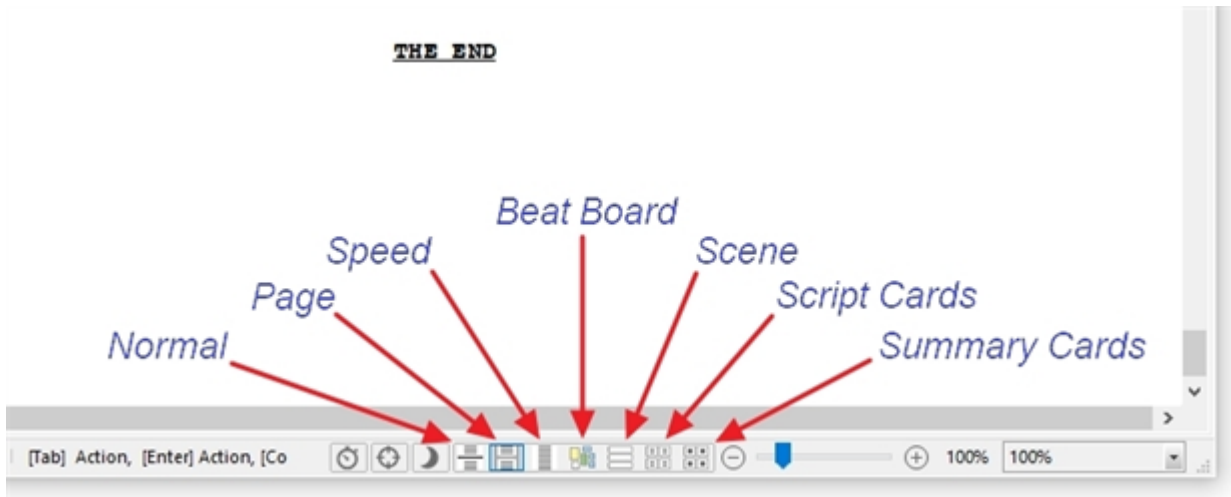 THE END
Beat Board
Speed
Scene
Page
Script Cards
Normal
Summary Cards
[Tab] Action, [Enter] Action, [Co
100%
100%